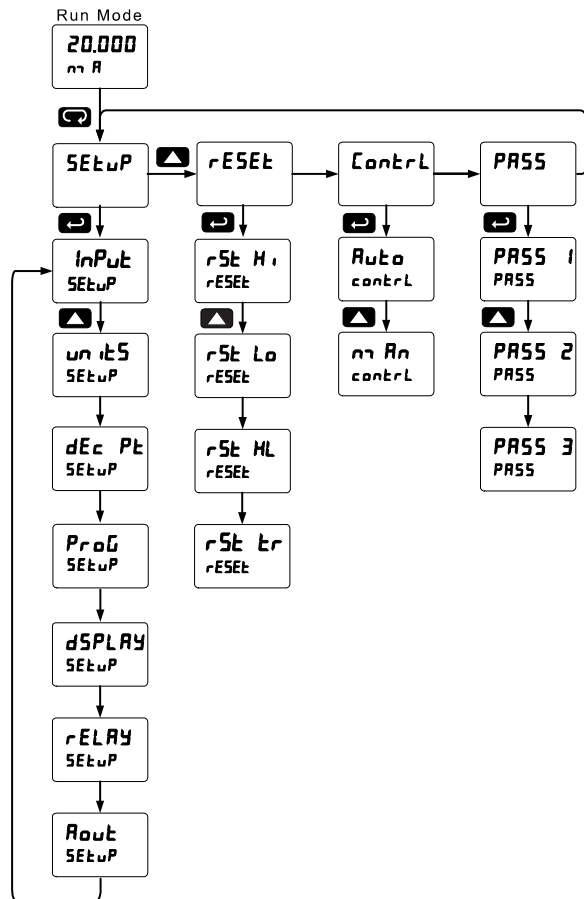 Run Mode
20.000
mA
SEtuP
rESEt
ContrL
PASS
InPut
SEtuP
rSt Hi
rESEt
Auto
contrL
PASS 1
PASS
unitS
SEtuP
rSt Lo
rESEt
mAn
contrL
PASS 2
PASS
dEc Pt
SEtuP
rSt HL
rESEt
PASS 3
PASS
ProG
SEtuP
rSt tr
rESEt
dSPLAY
SEtuP
rELAY
SEtuP
Aout
SEtuP